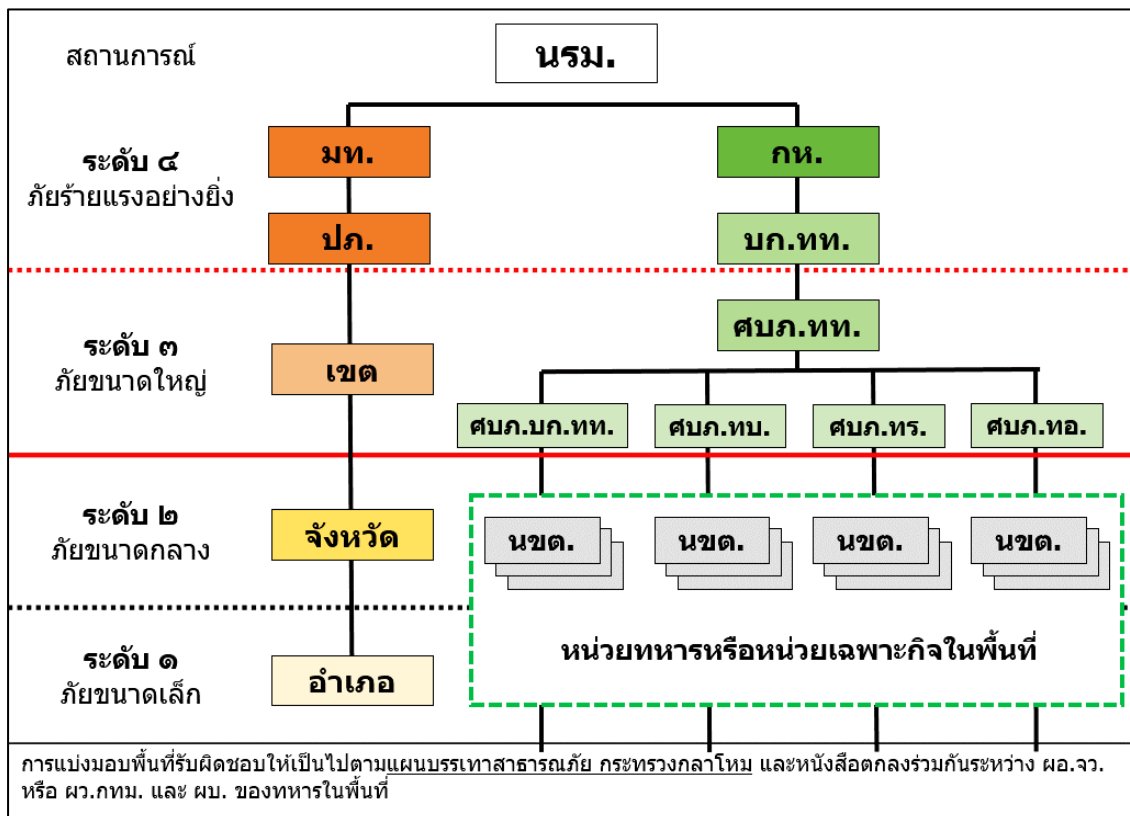 สถานการณ์
นรม.
ระดับ ๔
ภัยร้ายแรงอย่างยิ่ง
มท.
กห.
ปภ.
บก.ทท.
ระดับ ๓
ภัยขนาดใหญ่
เขต
ศบภ.ทท.
ศบภ.บก.ทท.
ศบภ.ทบ.
ศบภ.ทร.
ศบภ.ทอ.
ระดับ ๒
ภัยขนาดกลาง
จังหวัด
นขต.
นขต.
นขต.
นขต.
ระดับ ๑
ภัยขนาดเล็ก
อำเภอ
หน่วยทหารหรือหน่วยเฉพาะกิจในพื้นที่
การแบ่งมอบพื้นที่รับผิดชอบให้เป็นไปตามแผนบรรเทาสาธารณภัย กระทรวงกลาโหม และหนังสือตกลงร่วมกันระหว่าง ผอ.จว.
หรือ ผว.กทม. และ ผบ. ของทหารในพื้นที่